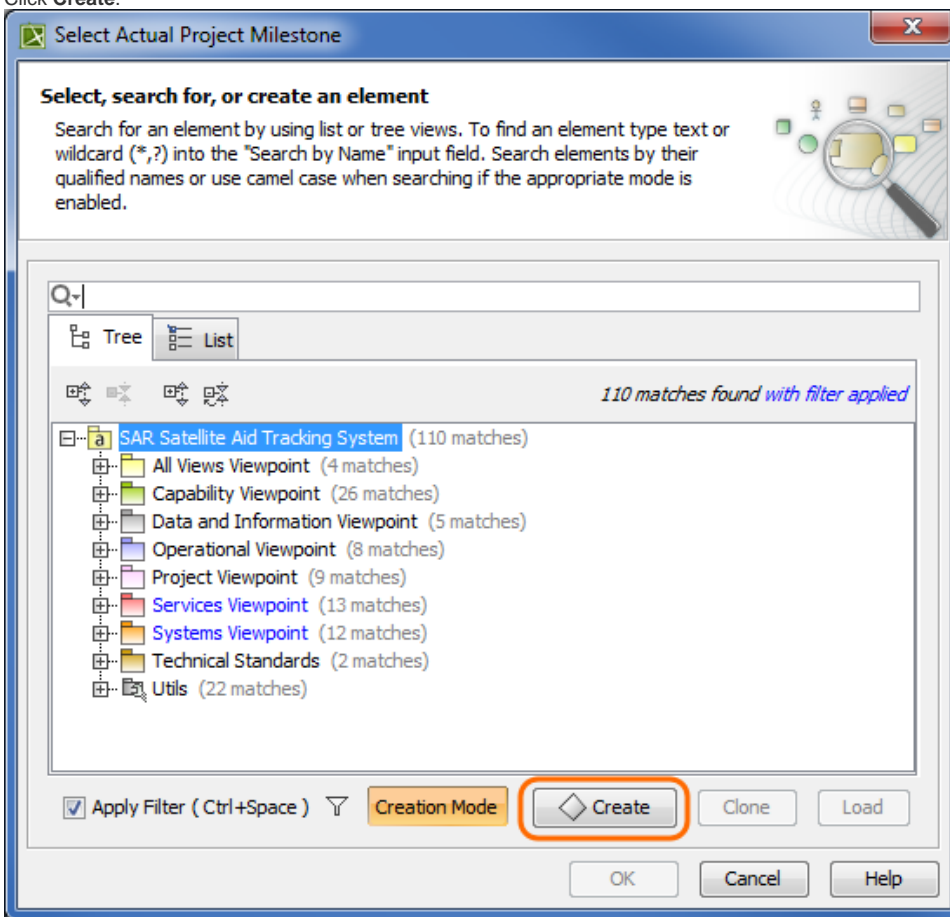 Click Create.
Select Actual Project Milestone
Select, search for, or create an element
Search for an element by using list or tree views. To find an element type text or
wildcard (*,?) into the "Search by Name" input field. Search elements by their
qualified names or use camel case when searching if the appropriate mode is
enabled.
Tree List
110 matches found with filter applied
a SAR Satellite Aid Tracking System (110 matches)
All Views Viewpoint (4 matches)
Capability Viewpoint (26 matches)
Data and Information Viewpoint (5 matches)
Operational Viewpoint (8 matches)
Project Viewpoint (9 matches)
Services Viewpoint (13 matches)
Systems Viewpoint (12 matches)
Technical Standards (2 matches)
Utils (22 matches)
Apply Filter ( Ctrl+Space ) Creation Mode Create Clone Load
OK Cancel Help